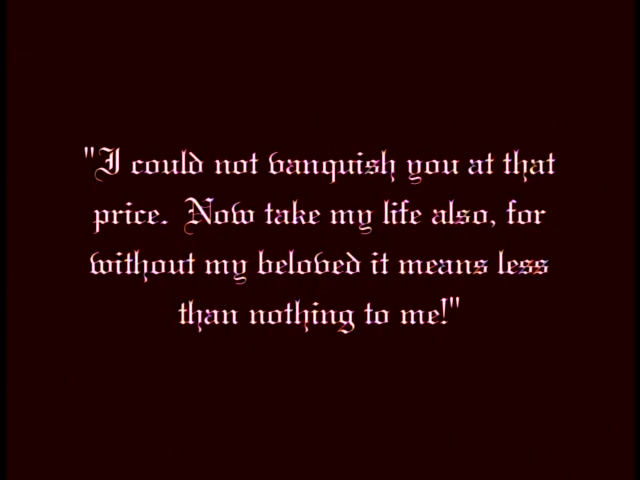 "I could not vanquish you at that
price. Now take my life also, for
without my beloved it means less
than nothing to me!"